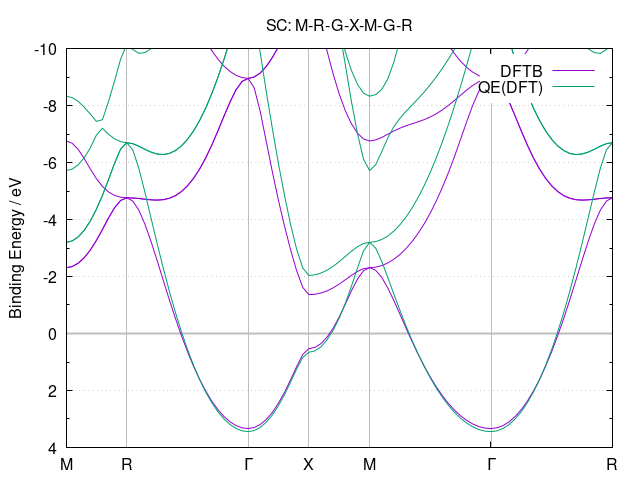 SC: M-R-G-X-M-G-R
-10
-8
-6
-4
-2
0
2
4
Binding Energy / eV
DFTB
QE(DFT)
M R Γ X M Γ R